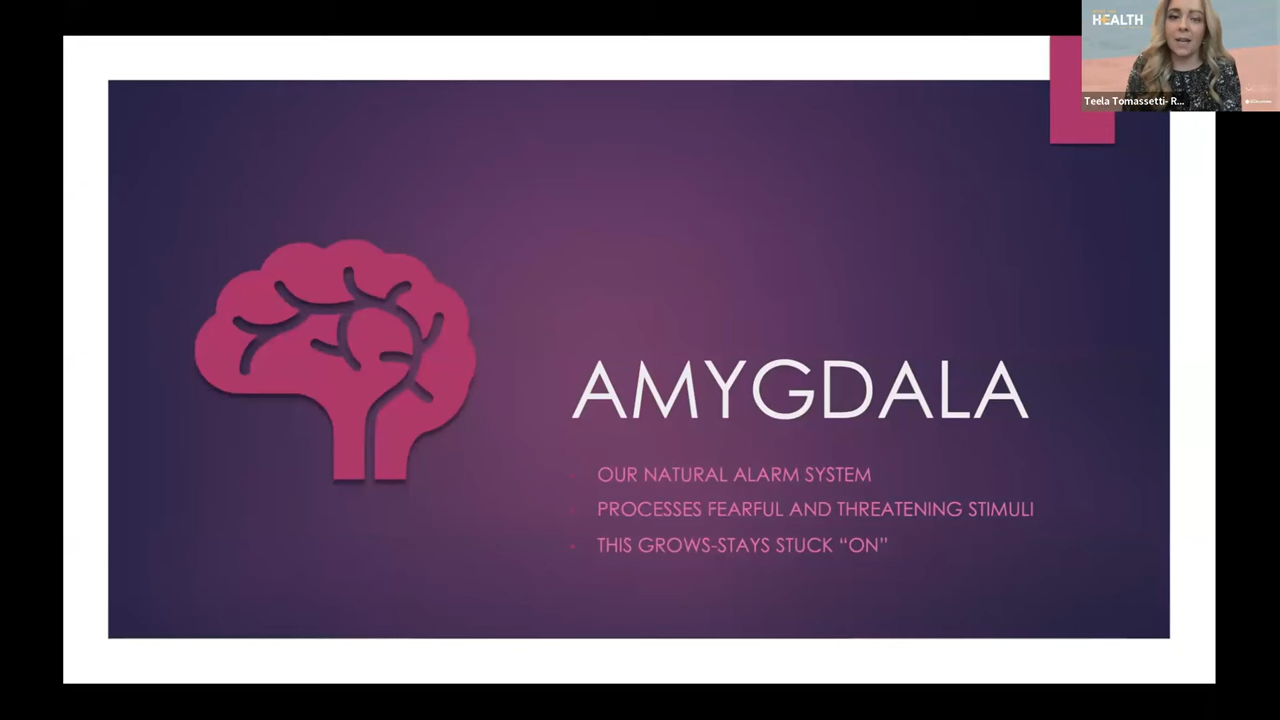 HEALTH
Teela Tomassetti- R...
AMYGDALA
OUR NATURAL ALARM SYSTEM
PROCESSES FEARFUL AND THREATENING STIMULI
THIS GROWS-STAYS STUCK “ON”